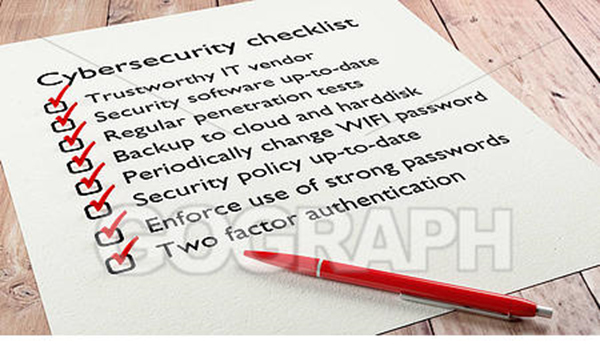 Cybersecurity checklist
Trustworthy IT vendor
Security software up-to-date
Regular penetration tests
Backup to cloud and harddisk
Periodically change WIFI password
Security policy up-to-date
Enforce use of strong passwords
Two factor authentication
GOGRAPH